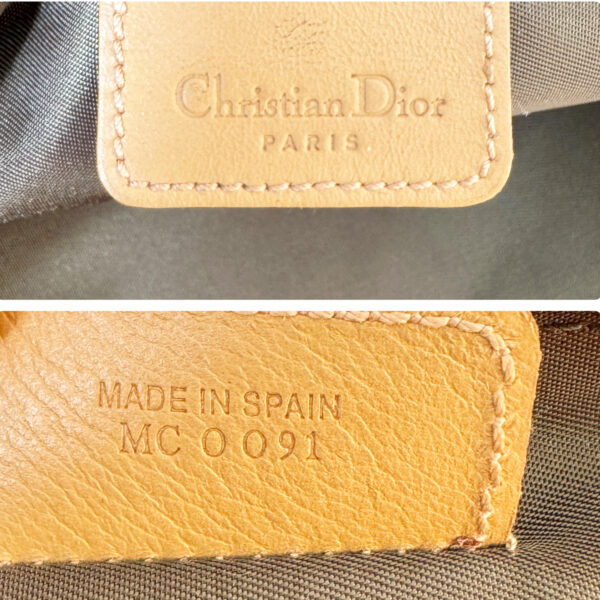 Christian Dior
PARIS.
MADE IN SPAIN
MC 0091